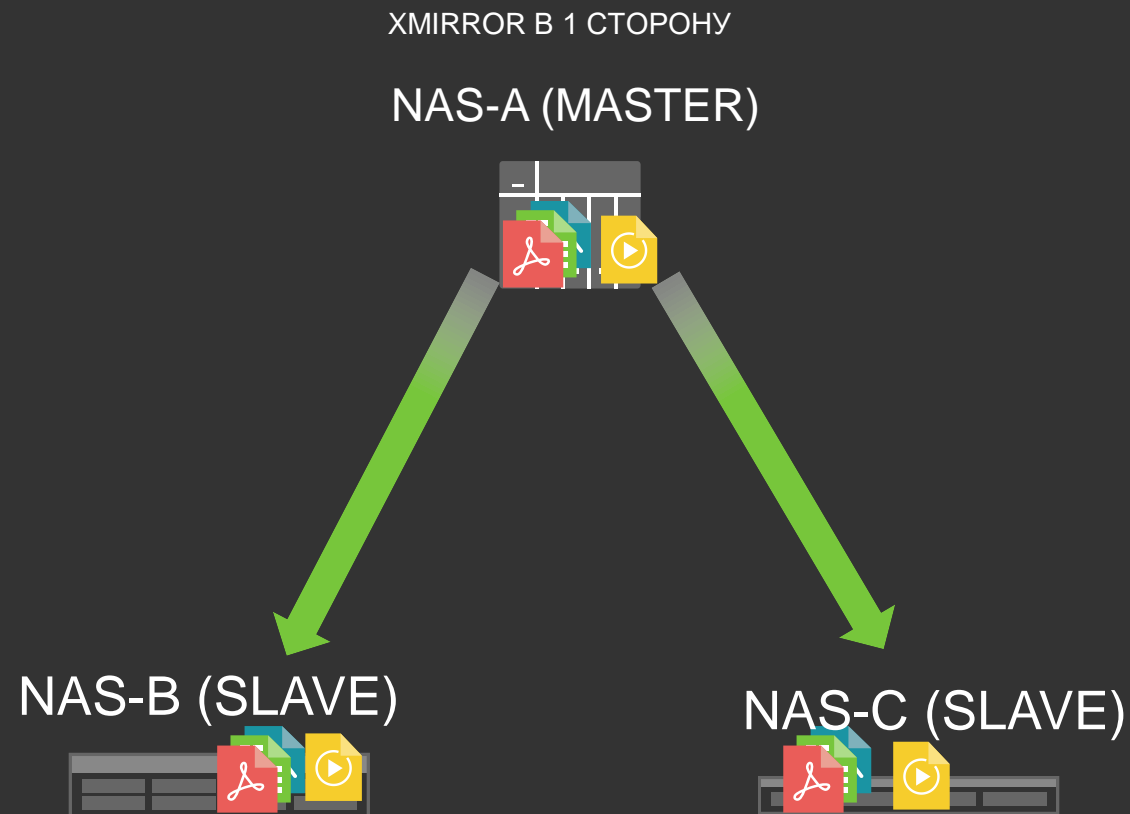 XMIRROR В 1 СТОРОНУ
NAS-A (MASTER)
NAS-B (SLAVE)
NAS-C (SLAVE)